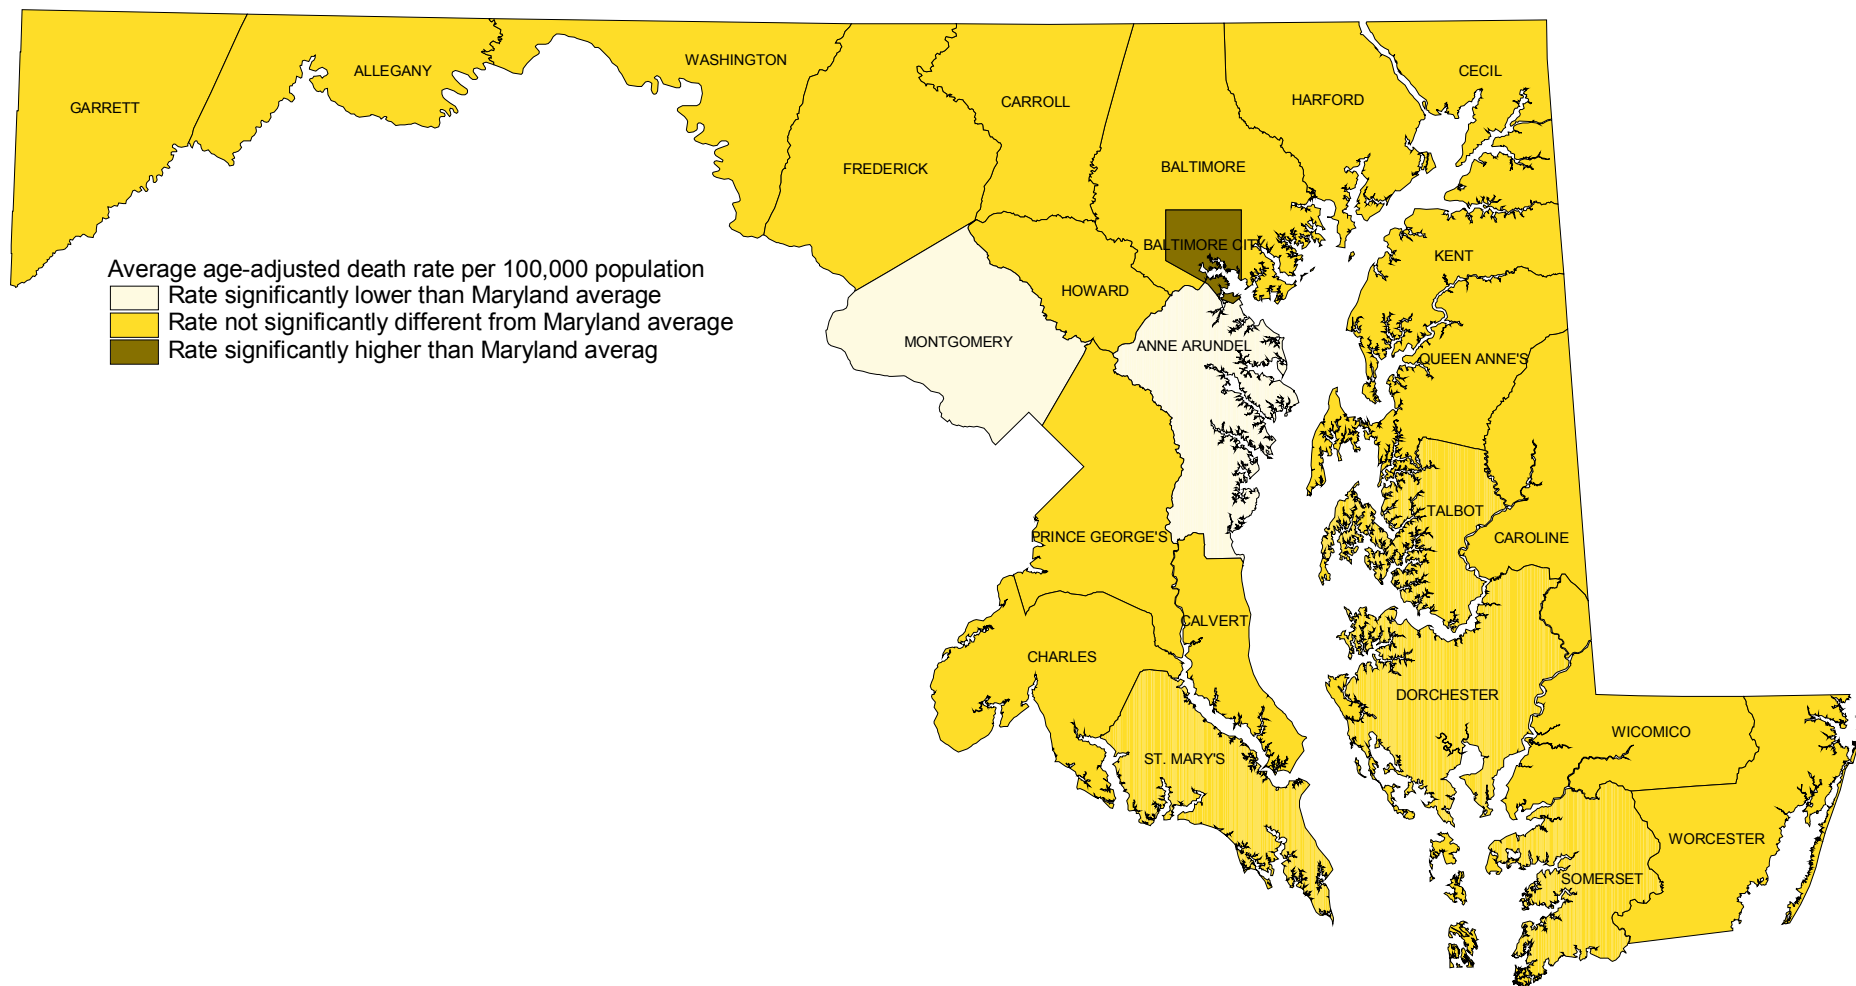 WASHINGTON
ALLEGANY
CECIL
GARRETT
CARROLL
HARFORD
FREDERICK
BALTIMORE
BALTIMORE CITY
KENT
Average age-adjusted death rate per 100,000 population
Rate significantly lower than Maryland average
Rate not significantly different from Maryland average
Rate significantly higher than Maryland averag
HOWARD
MONTGOMERY
ANNE ARUNDEL
QUEEN ANNE'S
TALBOT
PRINCE GEORGE'S
CAROLINE
CALVERT
CHARLES
DORCHESTER
WICOMICO
ST. MARY'S
WORCESTER
SOMERSET